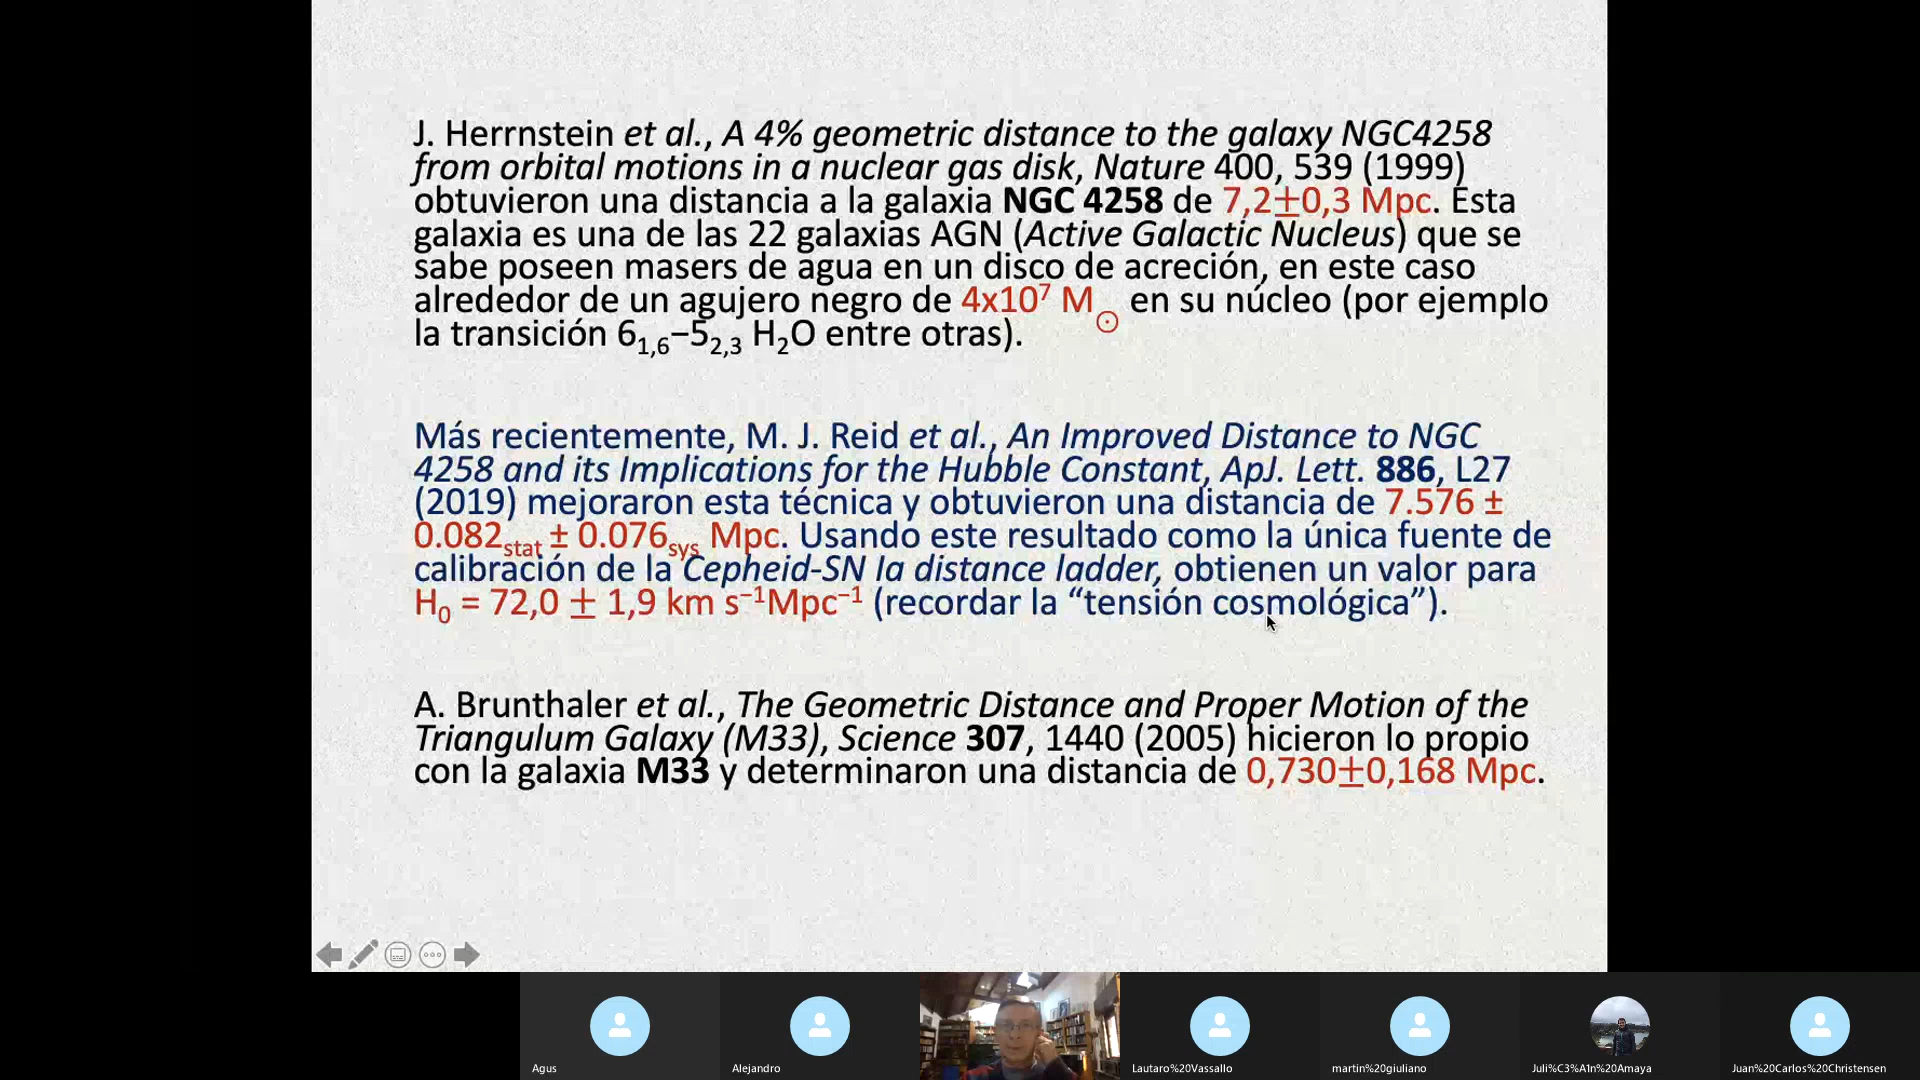 J. Herrnstein et al., A 4% geometric distance to the galaxy NGC4258
from orbital motions in a nuclear gas disk, Nature 400, 539 (1999)
obtuvieron una distancia a la galaxia NGC 4258 de 7,2±0,3 Mpc. Esta
galaxia es una de las 22 galaxias AGN (Active Galactic Nucleus) que se
sabe poseen masers de agua en un disco de acreción, en este caso
alrededor de un agujero negro de 4x10⁷ M⊙ en su núcleo (por ejemplo
la transición 6₁,₆−5₂,₃ H₂O entre otras).
Más recientemente, M. J. Reid et al., An Improved Distance to NGC
4258 and its Implications for the Hubble Constant, ApJ. Lett. 886, L27
(2019) mejoraron esta técnica y obtuvieron una distancia de 7.576 ±
0.082stat ± 0.076sys Mpc. Usando este resultado como la única fuente de
calibración de la Cepheid-SN Ia distance ladder, obtienen un valor para
H₀ = 72,0 ± 1,9 km s⁻¹Mpc⁻¹ (recordar la “tensión cosmológica”).
A. Brunthaler et al., The Geometric Distance and Proper Motion of the
Triangulum Galaxy (M33), Science 307, 1440 (2005) hicieron lo propio
con la galaxia M33 y determinaron una distancia de 0,730±0,168 Mpc.
Agus
Alejandro
Lautaro%20Vassallo
martin%20giuliano
Juli%C3%A1n%20Amaya
Juan%20Carlos%20Christensen